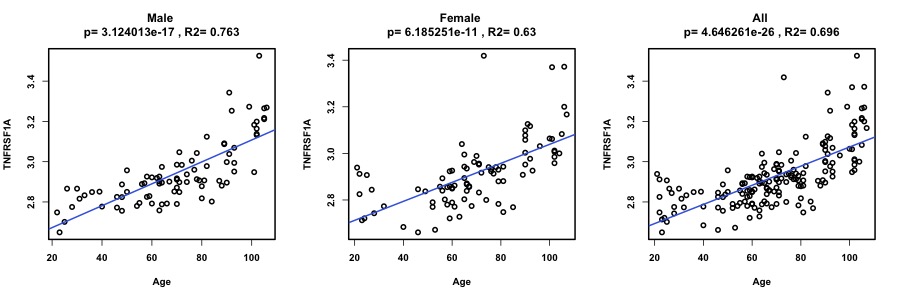 Male
p= 3.124013e-17 , R2= 0.763
TNFRSF1A
3.4
3.2
3.0
2.8
20 40 60 80 100
Age
Female
p= 6.185251e-11 , R2= 0.63
TNFRSF1A
3.4
3.2
3.0
2.8
20 40 60 80 100
Age
All
p= 4.646261e-26 , R2= 0.696
TNFRSF1A
3.4
3.2
3.0
2.8
20 40 60 80 100
Age